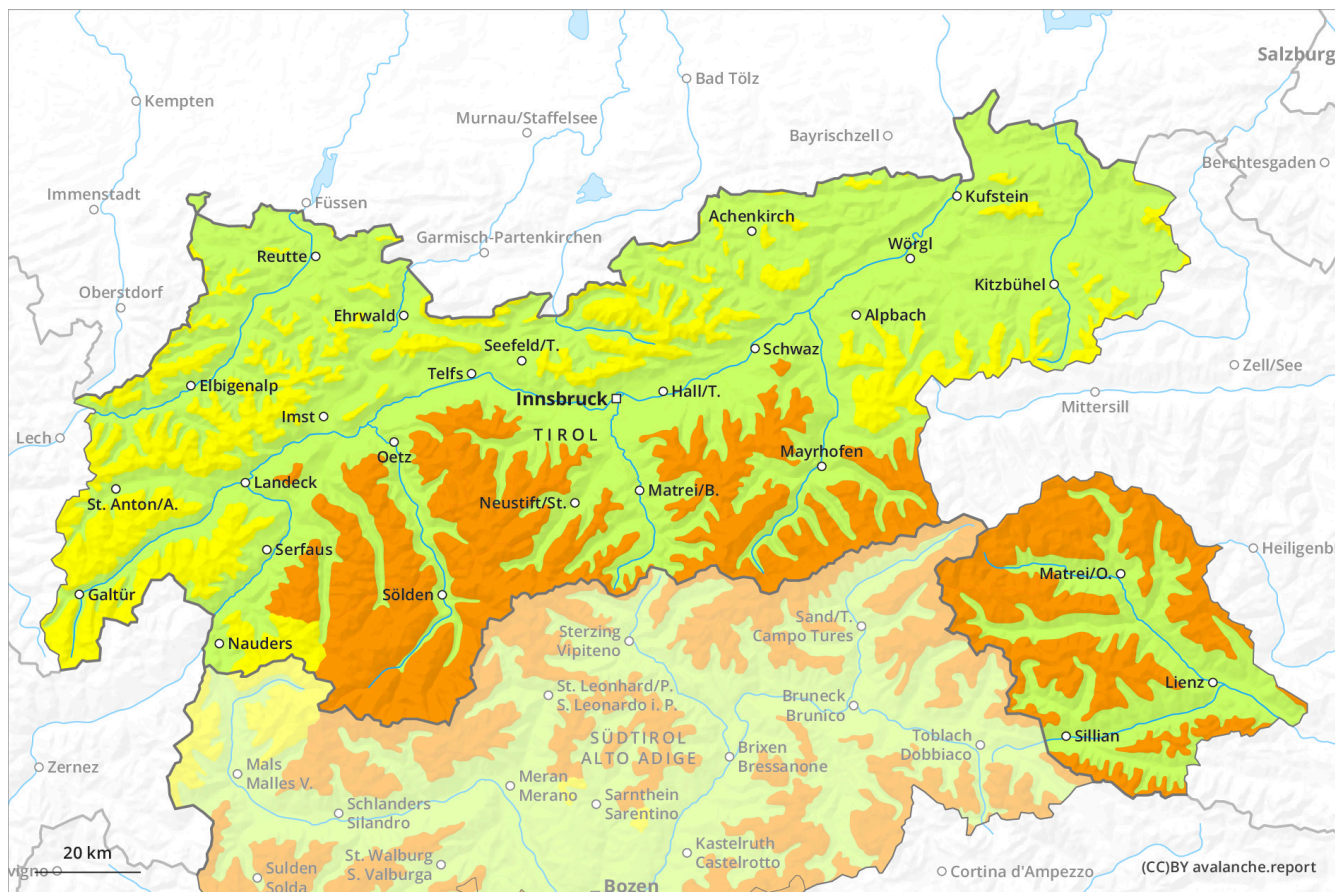 Salzburg
Bad Tölz
Kempten
Murnau/Staffelsee
Bayrischzell
Berchtesgaden
Immenstadt
Füssen
Kufstein
Achenkirch
Garmisch-Partenkirchen
Wörgl
Reutte
Kitzbühel
Oberstdorf
Ehrwald
Alpbach
Seefeld/T.
Schwaz
Zell/See
Telfs
Elbigenalp
Innsbruck
Hall/T.
Mittersill
Imst
Lech
TIROL
Oetz
Mayrhofen
Landeck
Matrei/B.
St. Anton/A.
Neustift/St.
Serfaus
Heiligenb
Matrei/O.
Galtür
Sölden
Sand/T.
Campo Tures
Sterzing
Vipiteno
Nauders
Lienz
St. Leonhard/P.
S. Leonardo i. P.
Bruneck
Brunico
SÜDTIROL
ALTO ADIGE
Toblach
Dobbiaco
Sillian
Brixen
Bressanone
Zernez
Mals
Malles V.
Meran
Merano
Sarnthein
Sarentino
Schlanders
Silandro
20 km
St. Walburg
S. Valburga
Kastelruth
Castelrotto
vigno
Sulden
Solda
Cortina d'Ampezzo
(CC)BY avalanche.report
Bozen